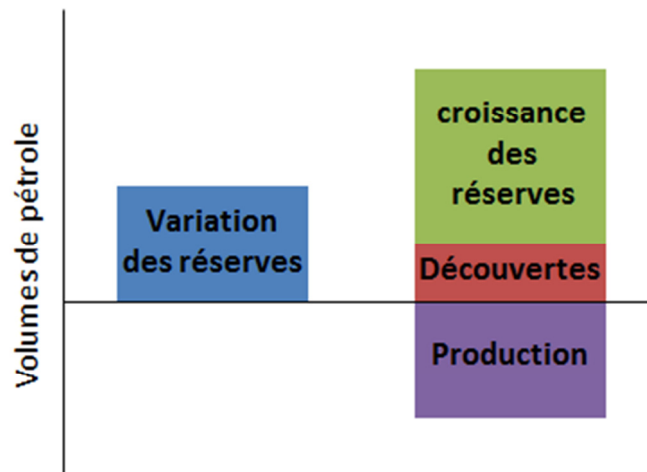 Volumes de pétrole
Variation
des réserves
croissance
des
réserves
Découvertes
Production